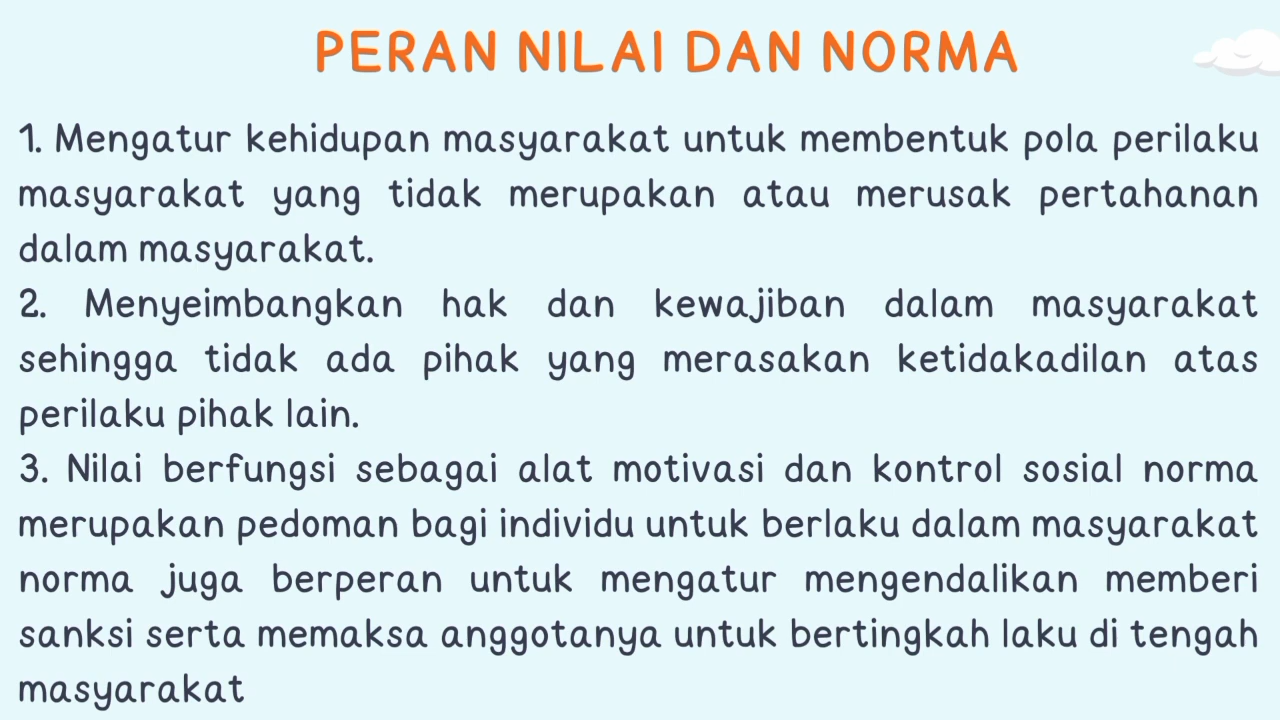 PERAN NILAI DAN NORMA
1. Mengatur kehidupan masyarakat untuk membentuk pola perilaku
masyarakat yang tidak merupakan atau merusak pertahanan
dalam masyarakat.
2. Menyeimbangkan hak dan kewajiban dalam masyarakat
sehingga tidak ada pihak yang merasakan ketidakadilan atas
perilaku pihak lain.
3. Nilai berfungsi sebagai alat motivasi dan kontrol sosial norma
merupakan pedoman bagi individu untuk berlaku dalam masyarakat
norma juga berperan untuk mengatur mengendalikan memberi
sanksi serta memaksa anggotanya untuk bertingkah laku di tengah
masyarakat